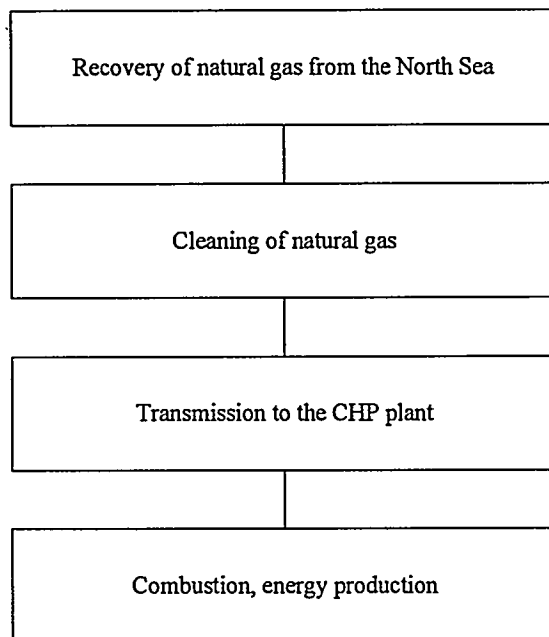 Recovery of natural gas from the North Sea
Cleaning of natural gas
Transmission to the CHP plant
Combustion, energy production